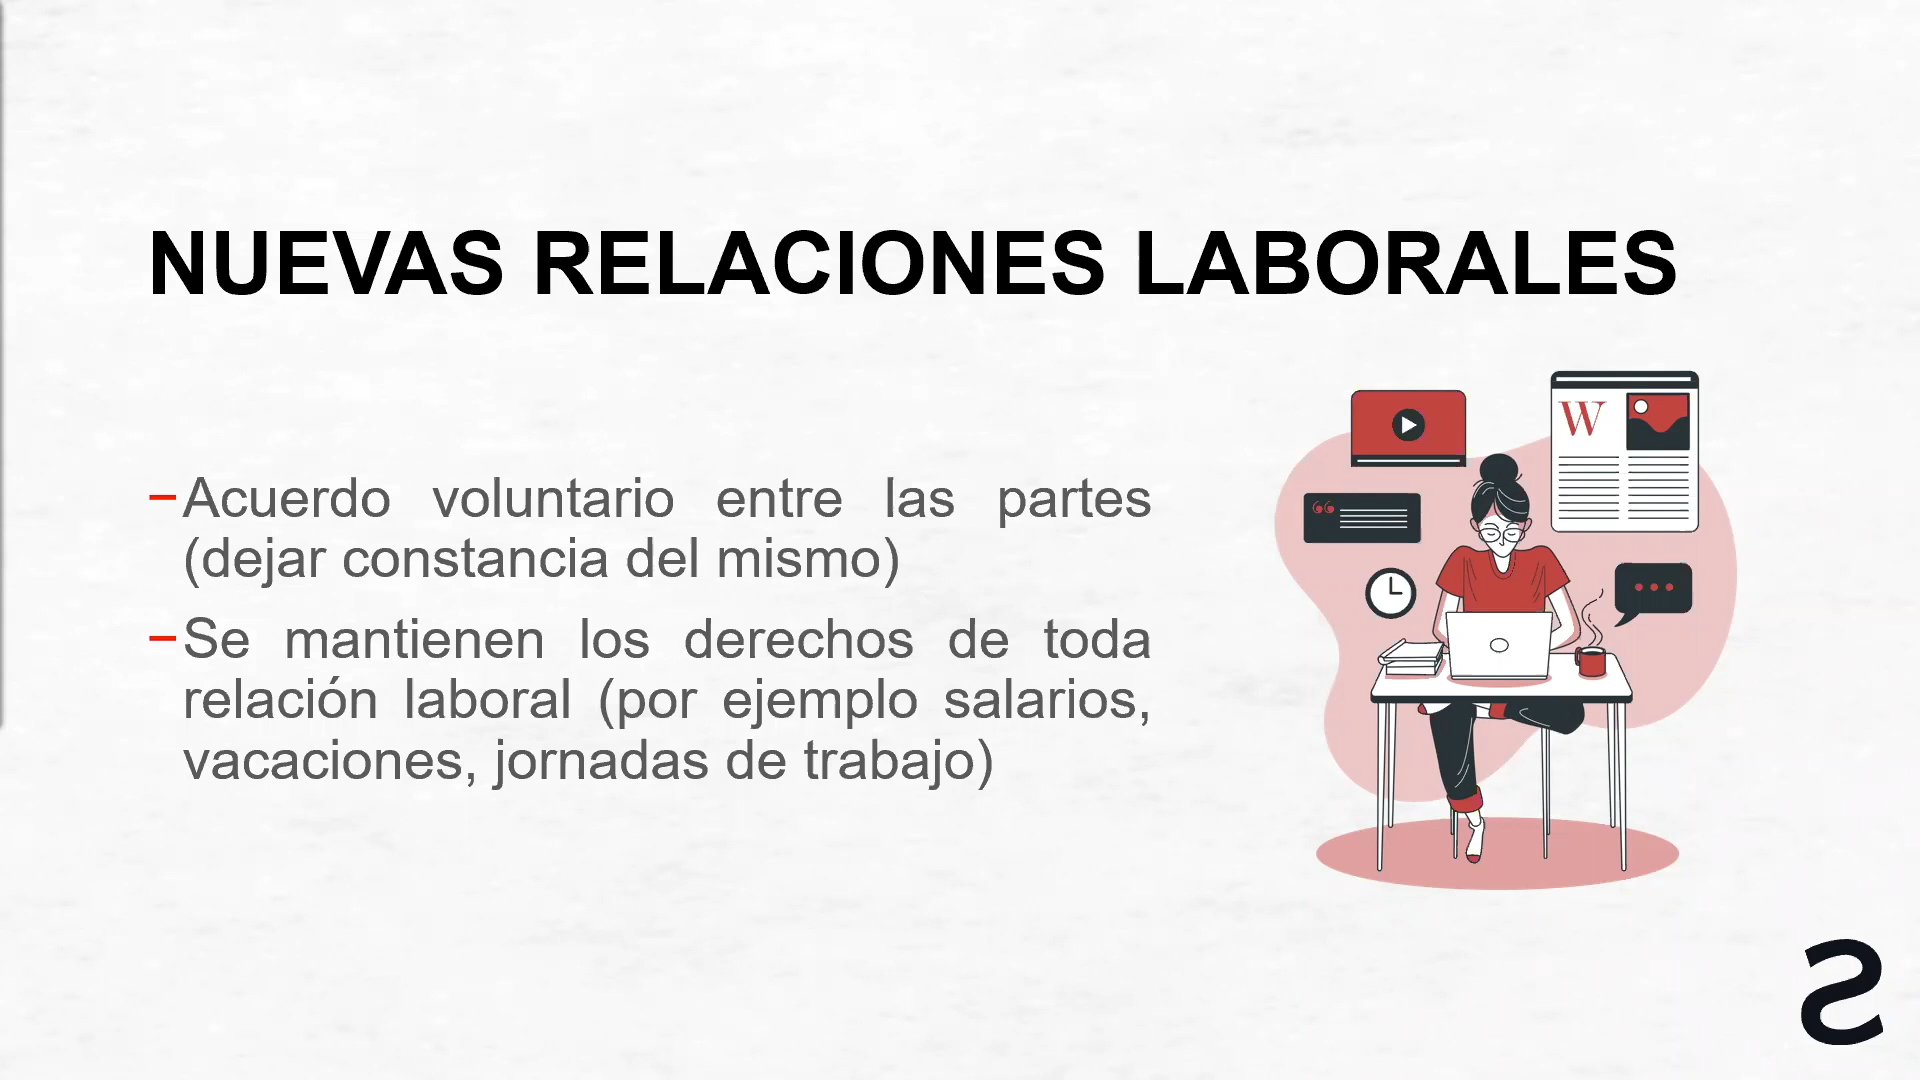 NUEVAS RELACIONES LABORALES
W
–Acuerdo voluntario entre las partes
(dejar constancia del mismo)
–Se mantienen los derechos de toda
relación laboral (por ejemplo salarios,
vacaciones, jornadas de trabajo)